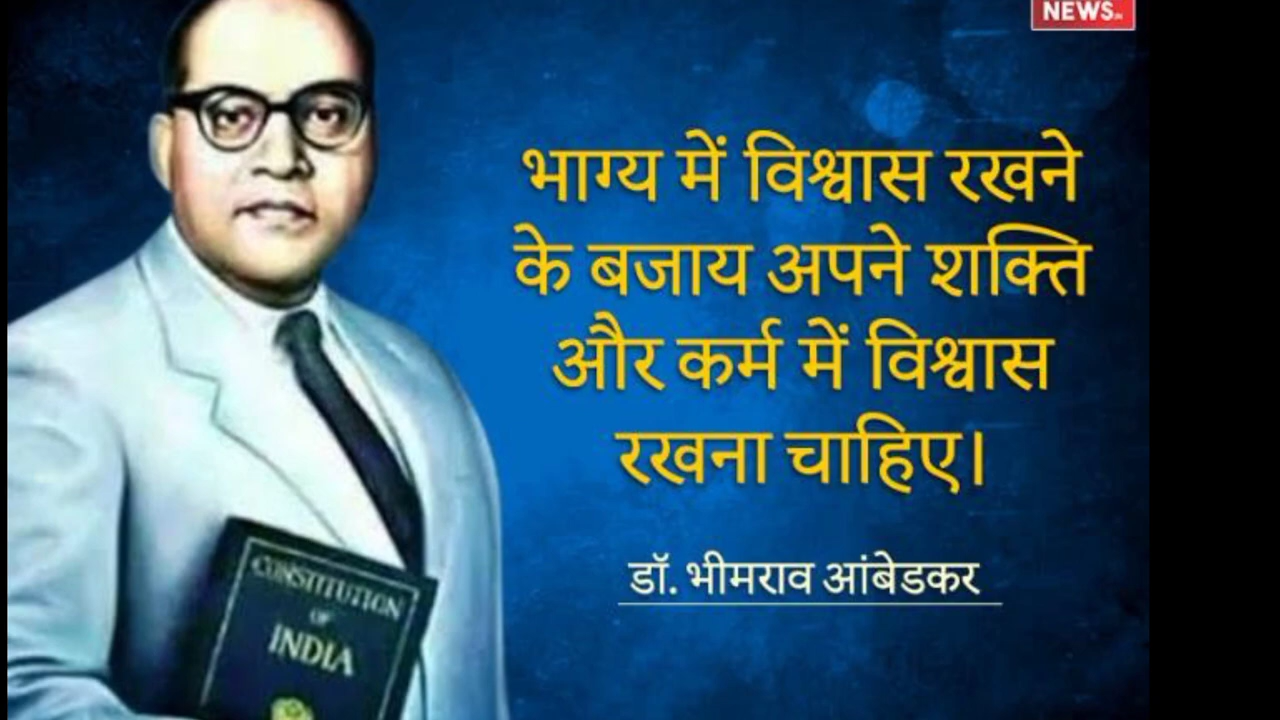 NEWS
भाग्य में विश्वास रखने
के बजाय अपने शक्ति
और कर्म में विश्वास
रखना चाहिए।
डॉ. भीमराव आंबेडकर
CONSTITUTION
OF
INDIA